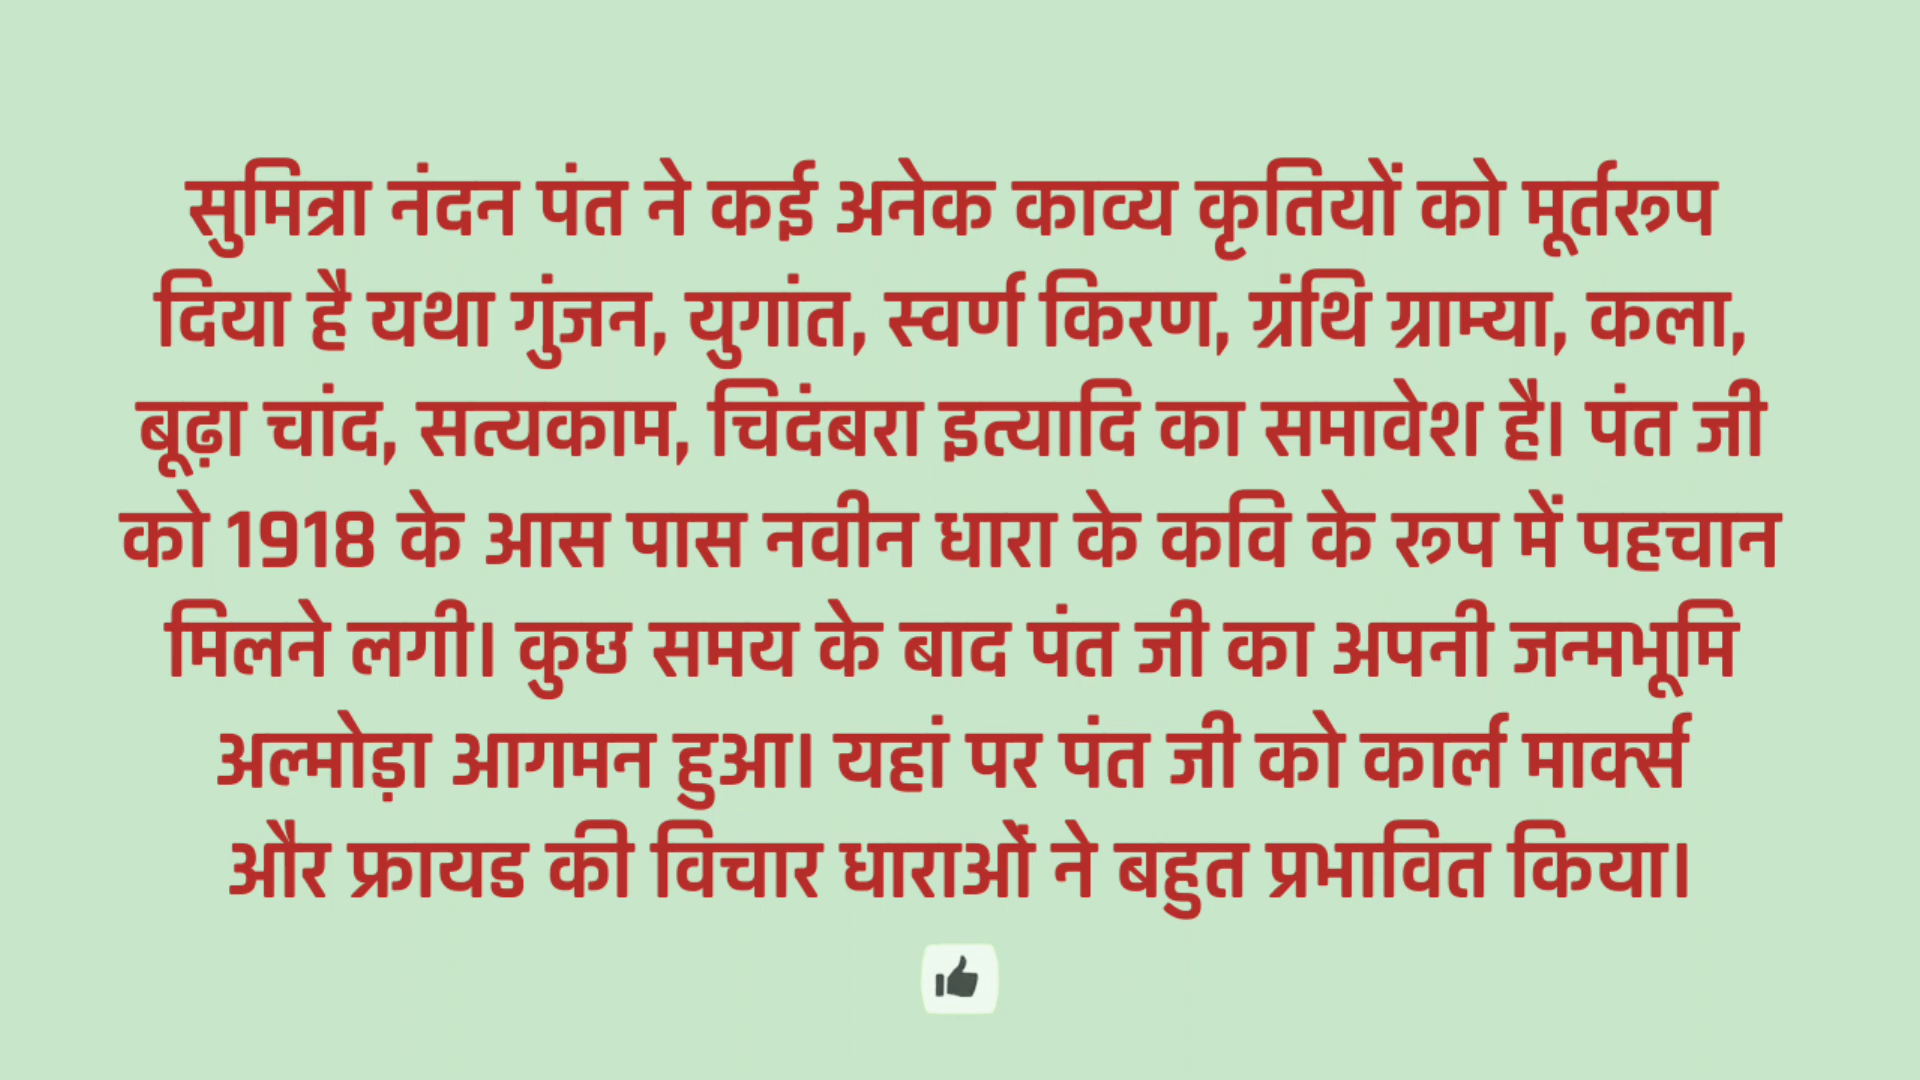 सुमित्रा नंदन पंत ने कई अनेक काव्य कृतियों को मूर्तरूप
दिया है यथा गुंजन, युगांत, स्वर्ण किरण, ग्रंथि ग्राम्या, कला,
बूढ़ा चांद, सत्यकाम, चिदंबरा इत्यादि का समावेश है। पंत जी
को 1918 के आस पास नवीन धारा के कवि के रूप में पहचान
मिलने लगी। कुछ समय के बाद पंत जी का अपनी जन्मभूमि
अल्मोड़ा आगमन हुआ। यहां पर पंत जी को कार्ल मार्क्स
और फ्रायड की विचार धाराओं ने बहुत प्रभावित किया।